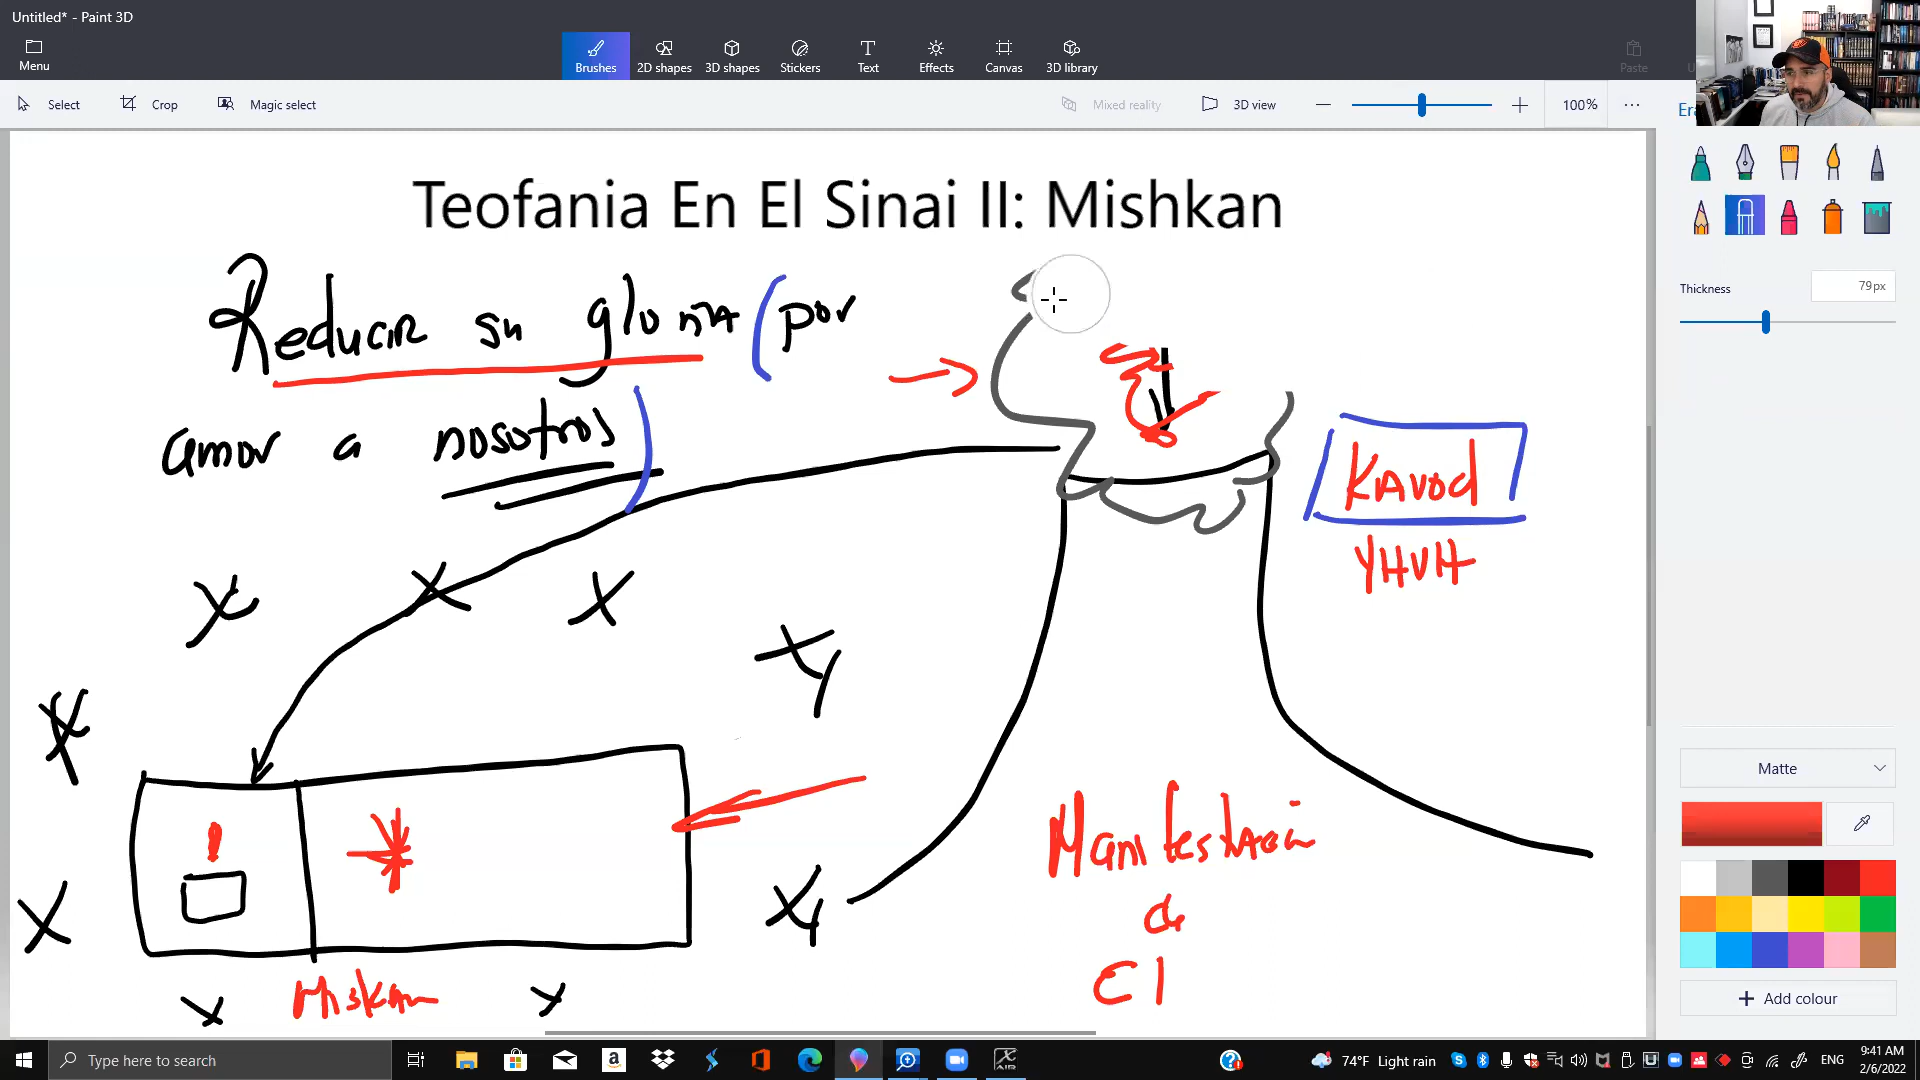 Untitled* - Paint 3D
Menu
Brushes
2D shapes
3D shapes
Stickers
Text
Effects
Canvas
3D library
Paste
Select
Crop
Magic select
Mixed reality
3D view
100%
Teofania En El Sinai II: Mishkan
Reducir su gloria (por
amor a nosotros)
Kavod
YHVH
Manifestación
de
El
Miskan
Thickness
79px
Matte
Add colour
Type here to search
74°F Light rain
ENG
9:41 AM
2/6/2022